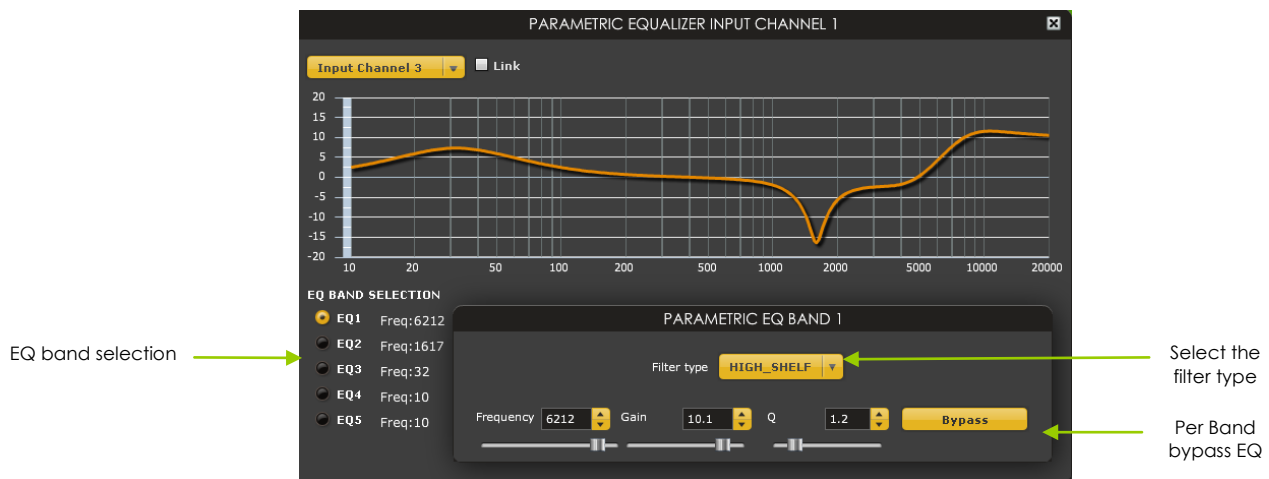 PARAMETRIC EQUALIZER INPUT CHANNEL 1
Input Channel 3
Link
20
15
10
5
0
-5
-10
-15
-20
10 20 50 100 200 500 1000 2000 5000 10000 20000
EQ BAND SELECTION
EQ1 Freq:6212
EQ2 Freq:1617
EQ3 Freq:32
EQ4 Freq:10
EQ5 Freq:10
PARAMETRIC EQ BAND 1
Filter type HIGH_SHELF
Frequency 6212 Gain 10.1 Q 1.2 Bypass
EQ band selection
Select the
filter type
Per Band
bypass EQ